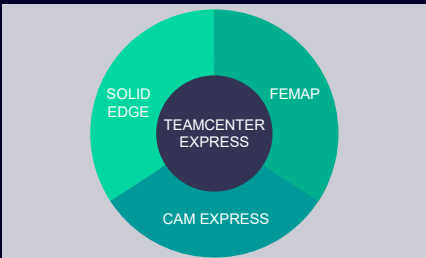 SOLID
EDGE
FEMAP
TEAMCENTER
EXPRESS
CAM EXPRESS